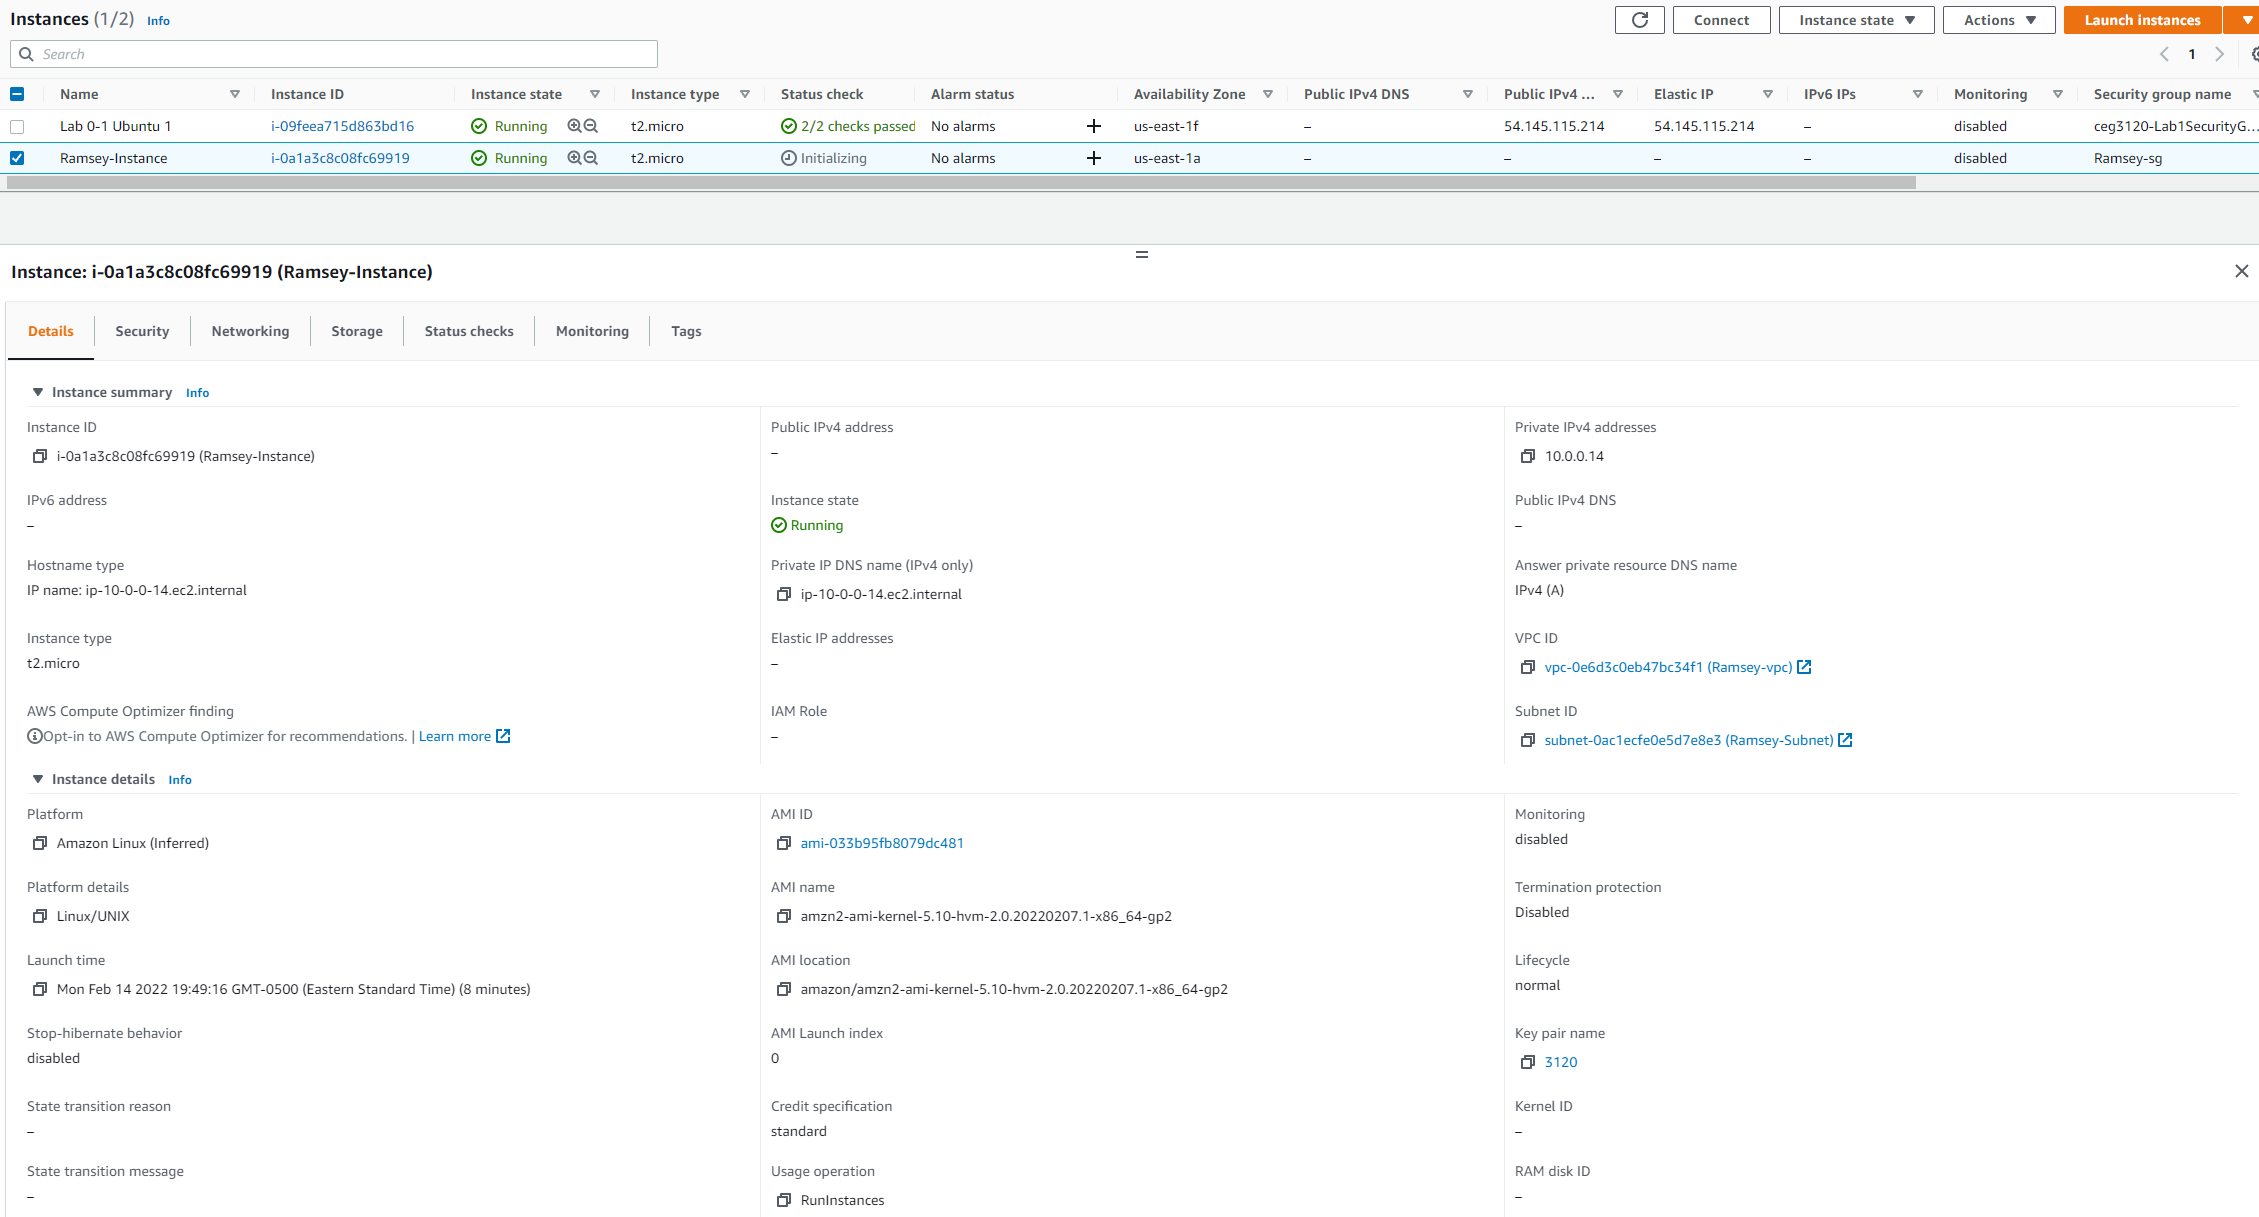 Instances (1/2) Info Connect Instance state Actions Launch instances
Search 1
Name Instance ID Instance state Instance type Status check Alarm status Availability Zone Public IPv4 DNS Public IPv4 ... Elastic IP IPv6 IPs Monitoring Security group name
Lab 0-1 Ubuntu 1 i-09feea715d863bd16 Running t2.micro 2/2 checks passed No alarms + us-east-1f – 54.145.115.214 54.145.115.214 – disabled ceg3120-Lab1SecurityG...
Ramsey-Instance i-0a1a3c8c08fc69919 Running t2.micro Initializing No alarms + us-east-1a – – – – disabled Ramsey-sg
Instance: i-0a1a3c8c08fc69919 (Ramsey-Instance)
Details Security Networking Storage Status checks Monitoring Tags
Instance summary Info
Instance ID Public IPv4 address Private IPv4 addresses
i-0a1a3c8c08fc69919 (Ramsey-Instance) – 10.0.0.14
IPv6 address Instance state Public IPv4 DNS
– Running –
Hostname type Private IP DNS name (IPv4 only) Answer private resource DNS name
IP name: ip-10-0-0-14.ec2.internal ip-10-0-0-14.ec2.internal IPv4 (A)
Instance type Elastic IP addresses VPC ID
t2.micro – vpc-0e6d3c0eb47bc34f1 (Ramsey-vpc)
AWS Compute Optimizer finding IAM Role Subnet ID
Opt-in to AWS Compute Optimizer for recommendations. | Learn more – subnet-0ac1ecfe0e5d7e8e3 (Ramsey-Subnet)
Instance details Info
Platform AMI ID Monitoring
Amazon Linux (Inferred) ami-033b95fb8079dc481 disabled
Platform details AMI name Termination protection
Linux/UNIX amzn2-ami-kernel-5.10-hvm-2.0.20220207.1-x86_64-gp2 Disabled
Launch time AMI location Lifecycle
Mon Feb 14 2022 19:49:16 GMT-0500 (Eastern Standard Time) (8 minutes) amazon/amzn2-ami-kernel-5.10-hvm-2.0.20220207.1-x86_64-gp2 normal
Stop-hibernate behavior AMI Launch index Key pair name
disabled 0 3120
State transition reason Credit specification Kernel ID
– standard –
State transition message Usage operation RAM disk ID
– RunInstances –